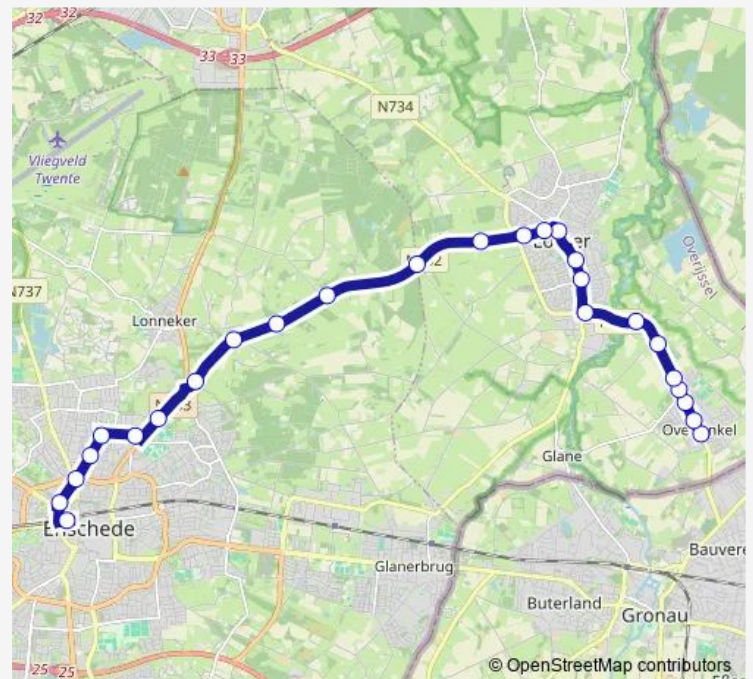 32
32
33
33
N734
Vliegveld
Twente
Overijssel
N737
Lonneker
Glane
Enschede
Bauvere
Glanerbrug
Buterland
Gronau
25
25
© OpenStreetMap contributors